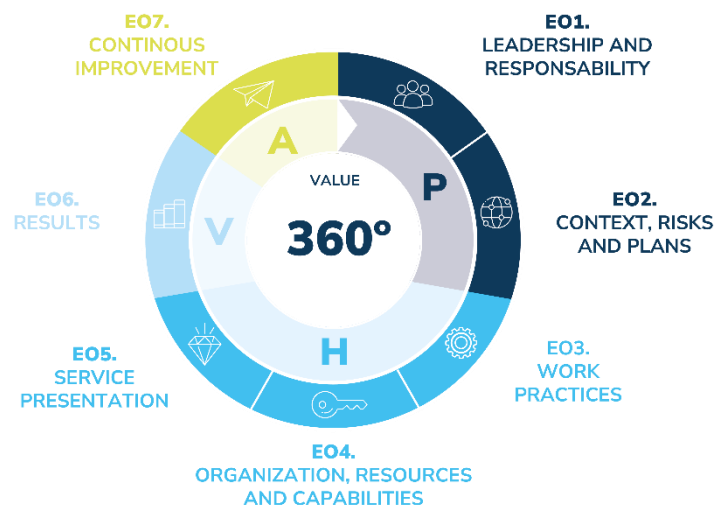 EO1.
LEADERSHIP AND
RESPONSABILITY
EO2.
CONTEXT, RISKS
AND PLANS
EO3.
WORK
PRACTICES
EO4.
ORGANIZATION, RESOURCES
AND CAPABILITIES
EO5.
SERVICE
PRESENTATION
EO6.
RESULTS
EO7.
CONTINOUS
IMPROVEMENT
P
H
V
A
VALUE
360º